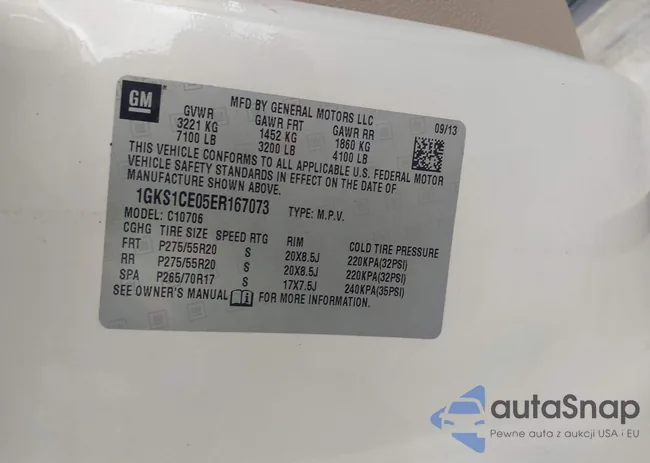 GM
MFD BY GENERAL MOTORS LLC
09/13
GVWR GAWR FRT GAWR RR
3221 KG 1452 KG 1860 KG
7100 LB 3200 LB 4100 LB
THIS VEHICLE CONFORMS TO ALL APPLICABLE U.S. FEDERAL MOTOR
VEHICLE SAFETY STANDARDS IN EFFECT ON THE DATE OF
MANUFACTURE SHOWN ABOVE.
1GKS1CE05ER167073 TYPE: M.P.V.
MODEL: C10706
CGHG TIRE SIZE SPEED RTG RIM COLD TIRE PRESSURE
FRT P275/55R20 S 20X8.5J 220KPA(32PSI)
RR P275/55R20 S 20X8.5J 220KPA(32PSI)
SPA P265/70R17 S 17X7.5J 240KPA(35PSI)
SEE OWNER'S MANUAL FOR MORE INFORMATION.
autaSnap
Pewne auta z aukcji USA i EU